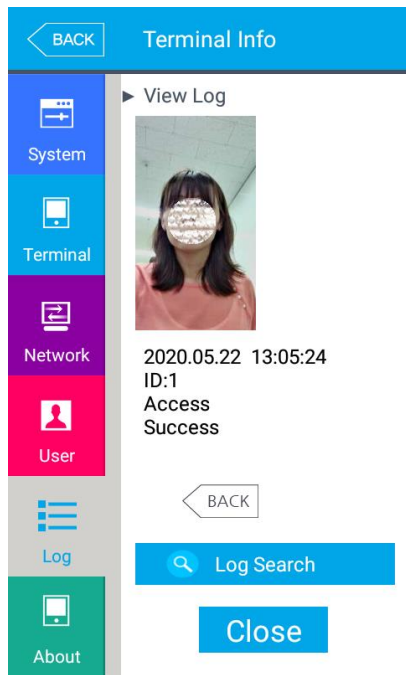 BACK
Terminal Info
System
Terminal
Network
User
Log
About
► View Log
2020.05.22 13:05:24
ID:1
Access
Success
BACK
Log Search
Close